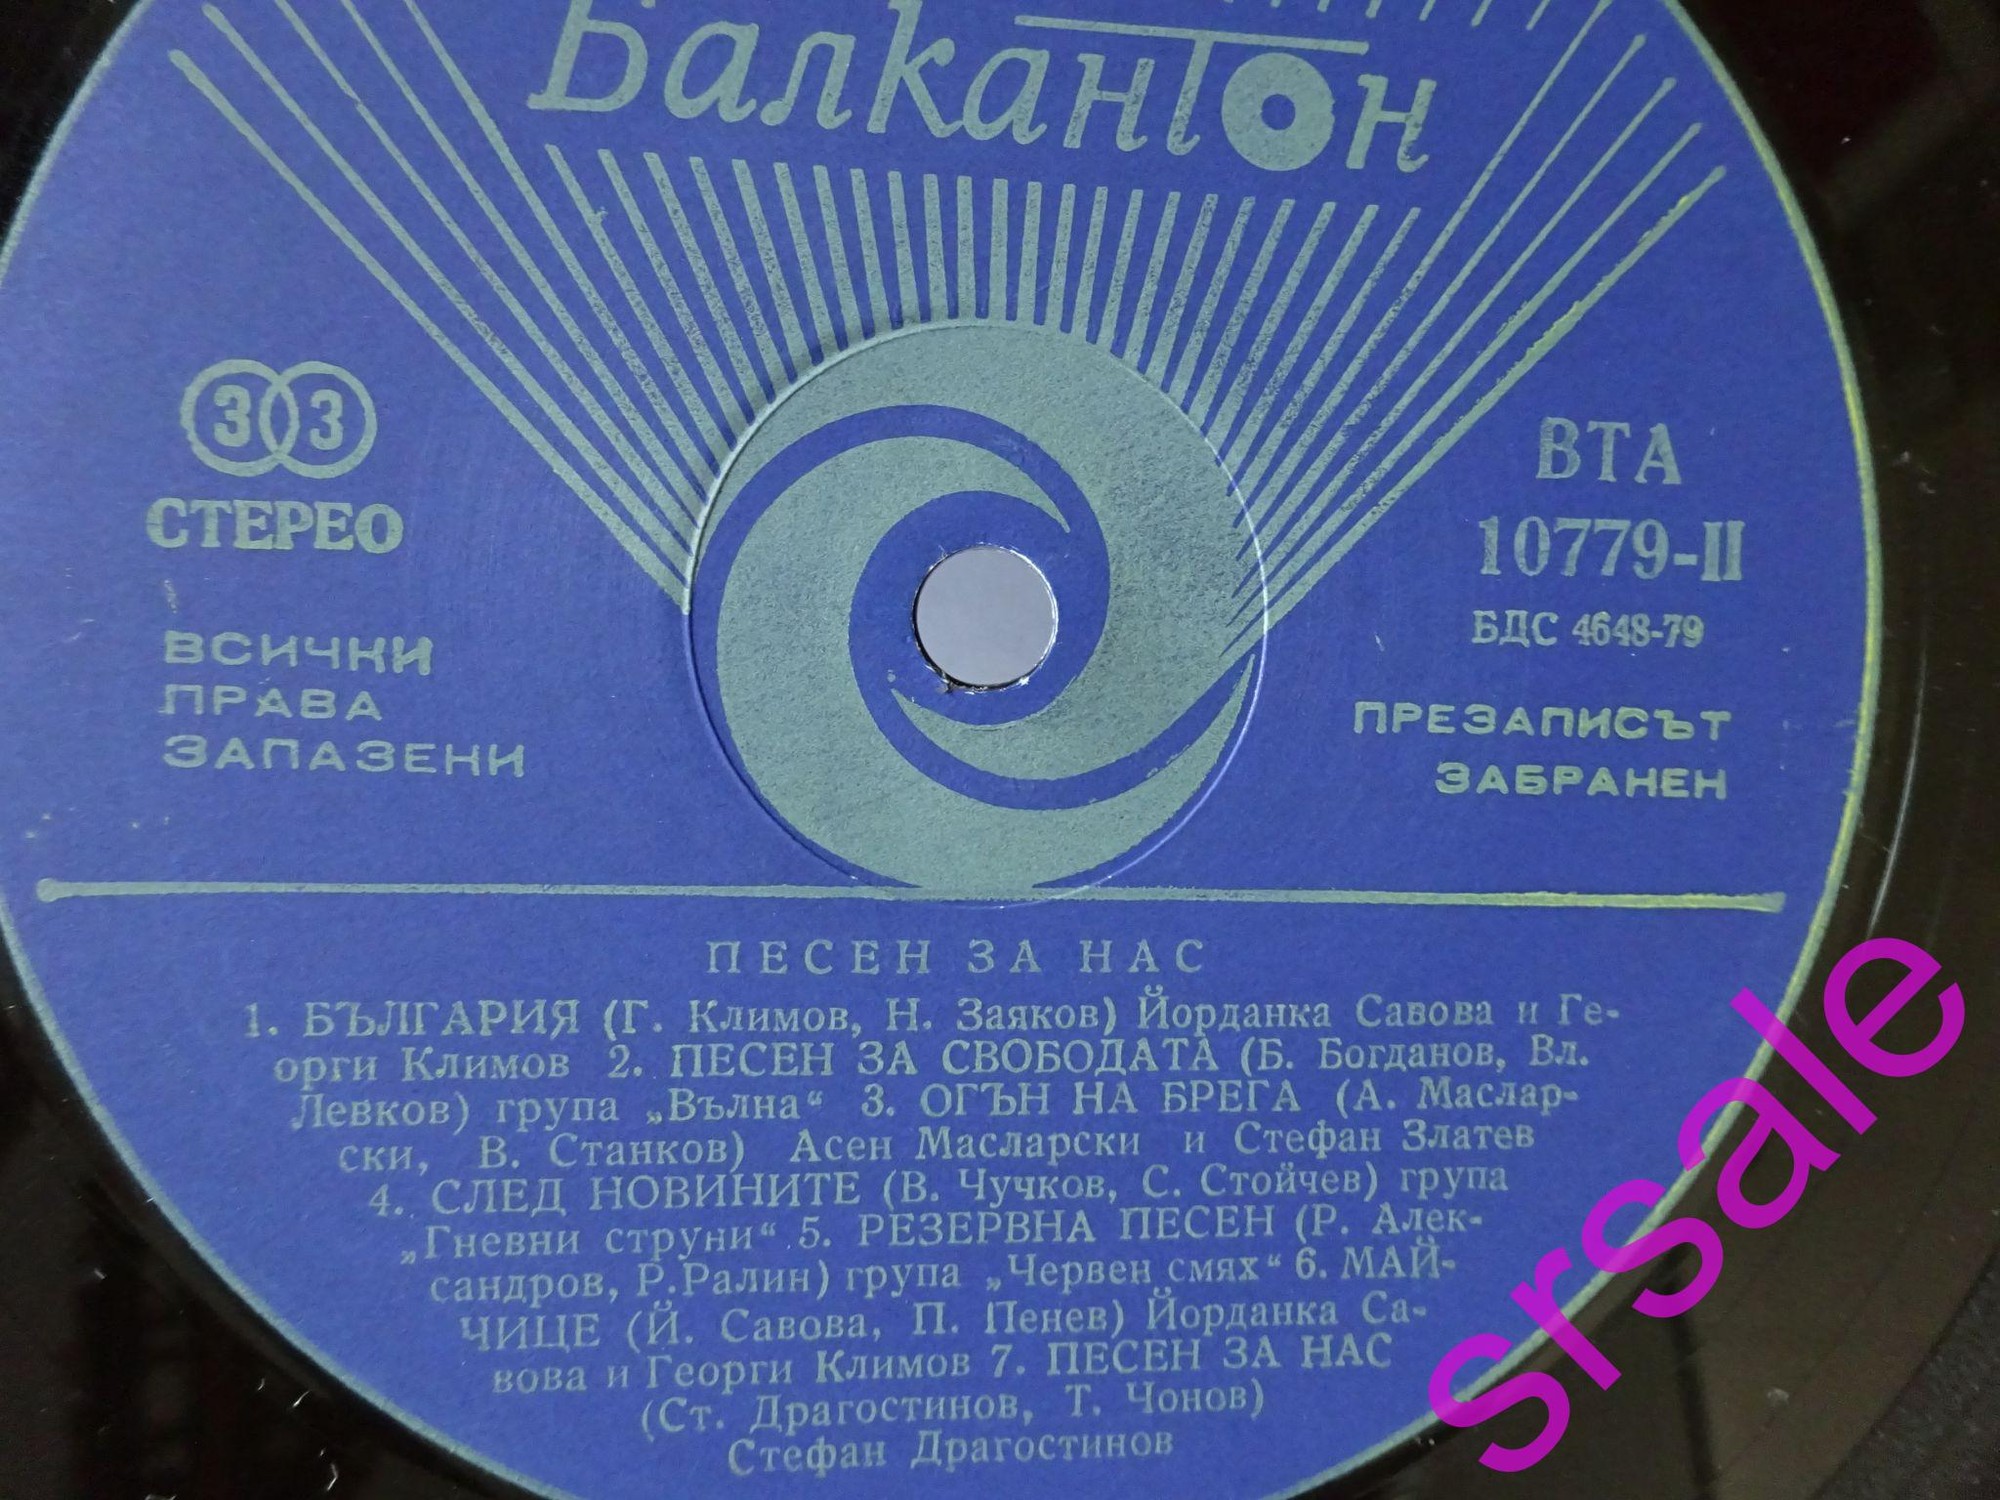 Балкантон
33
СТЕРЕО
ВСИЧКИ
ПРАВА
ЗАПАЗЕНИ
ВТА
10779-II
БДС 4648-79
ПРЕЗАПИСЪТ
ЗАБРАНЕН
ПЕСЕН ЗА НАС
1. БЪЛГАРИЯ (Г. Климов, Н. Заяков) Йорданка Савова и Ге-
орги Климов 2. ПЕСЕН ЗА СВОБОДАТА (Б. Богданов, Вл.
Левков) група „Вълна“ 3. ОГЪН НА БРЕГА (А. Маслар-
ски, В. Станков) Асен Масларски и Стефан Златев
4. СЛЕД НОВИНИТЕ (В. Чучков, С. Стойчев) група
„Гневни струни“ 5. РЕЗЕРВНА ПЕСЕН (Р. Алек-
сандров, Р.Ралин) група „Червен смях“ 6. МАЙ-
ЧИЦЕ (Й. Савова, П. Пенев) Йорданка Са-
вова и Георги Климов 7. ПЕСЕН ЗА НАС
(Ст. Драгостинов, Т. Чонов)
Стефан Драгостинов
srsale